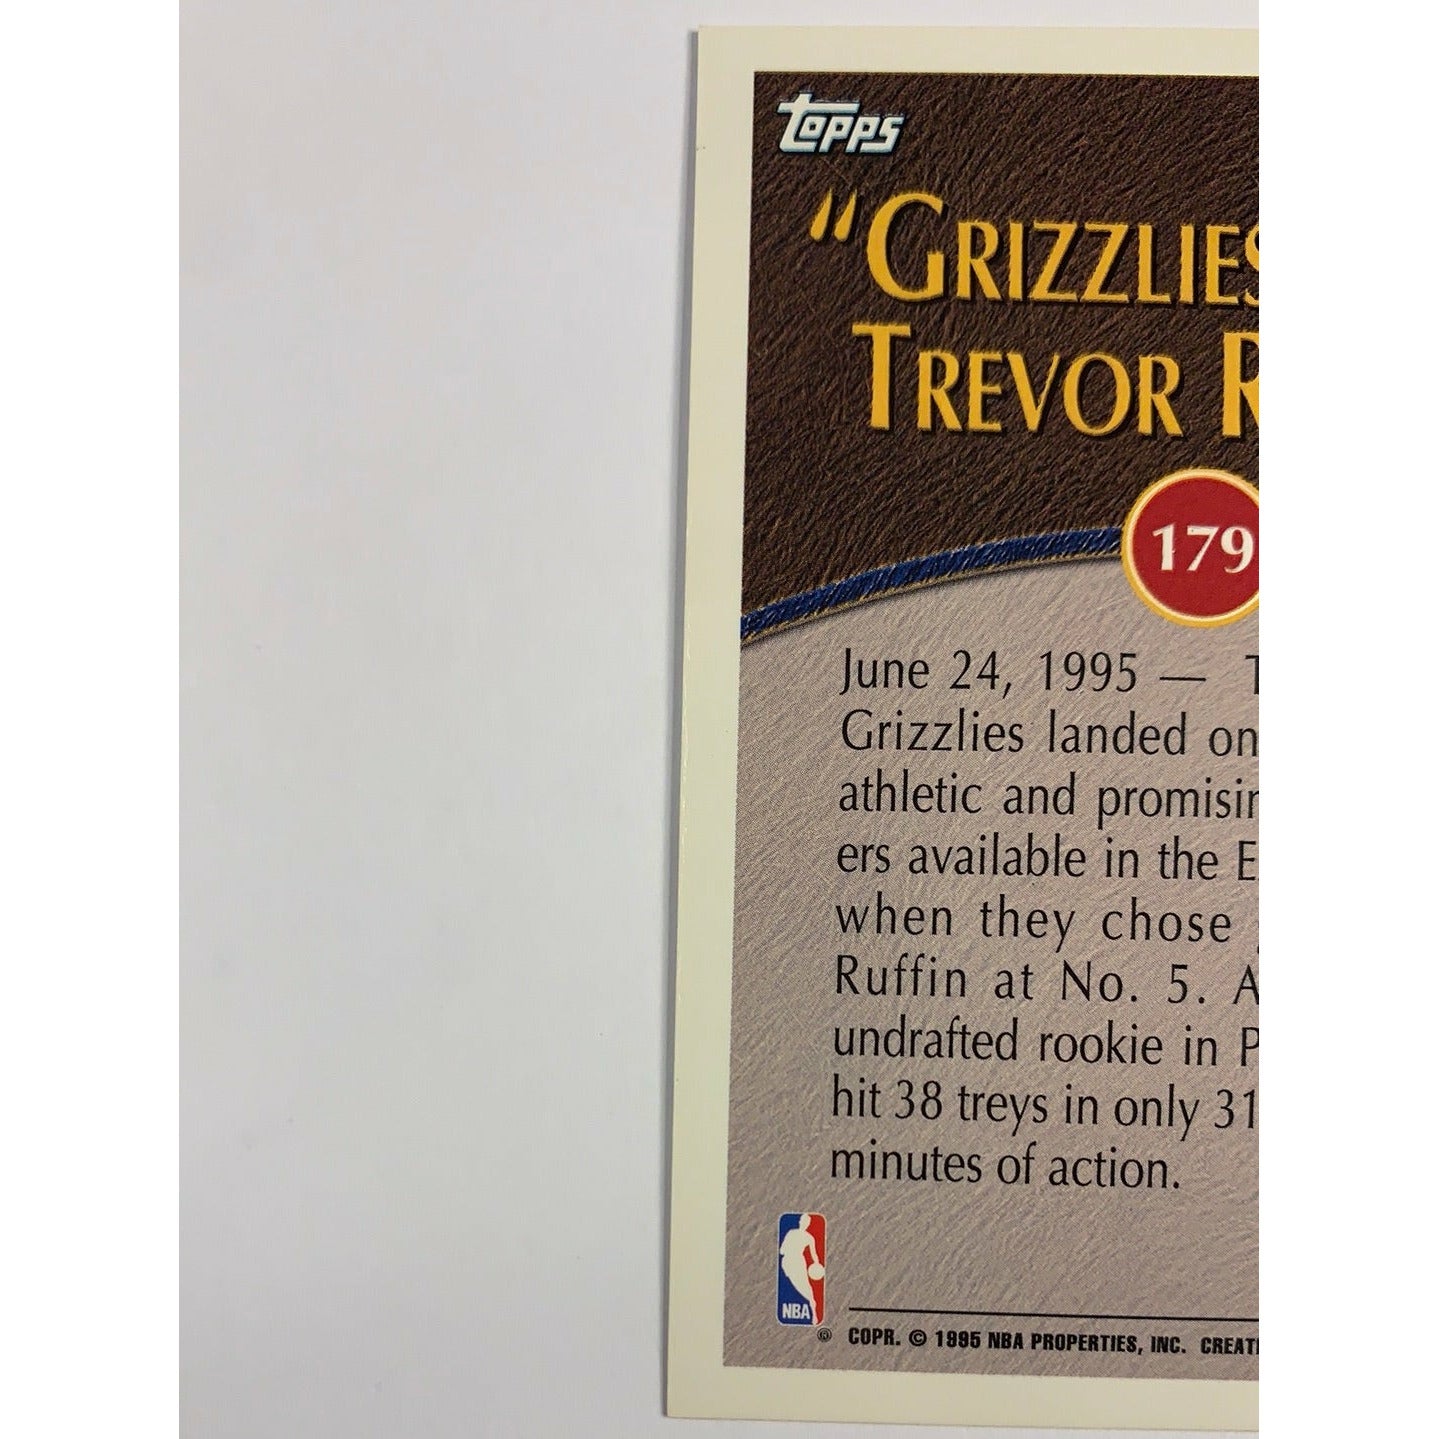 Topps
"GRIZZLIES
TREVOR R
179
June 24, 1995 — T
Grizzlies landed on
athletic and promisin
ers available in the E
when they chose
Ruffin at No. 5. A
undrafted rookie in P
hit 38 treys in only 31
minutes of action.
NBA
® COPR. © 1995 NBA PROPERTIES, INC. CREATI